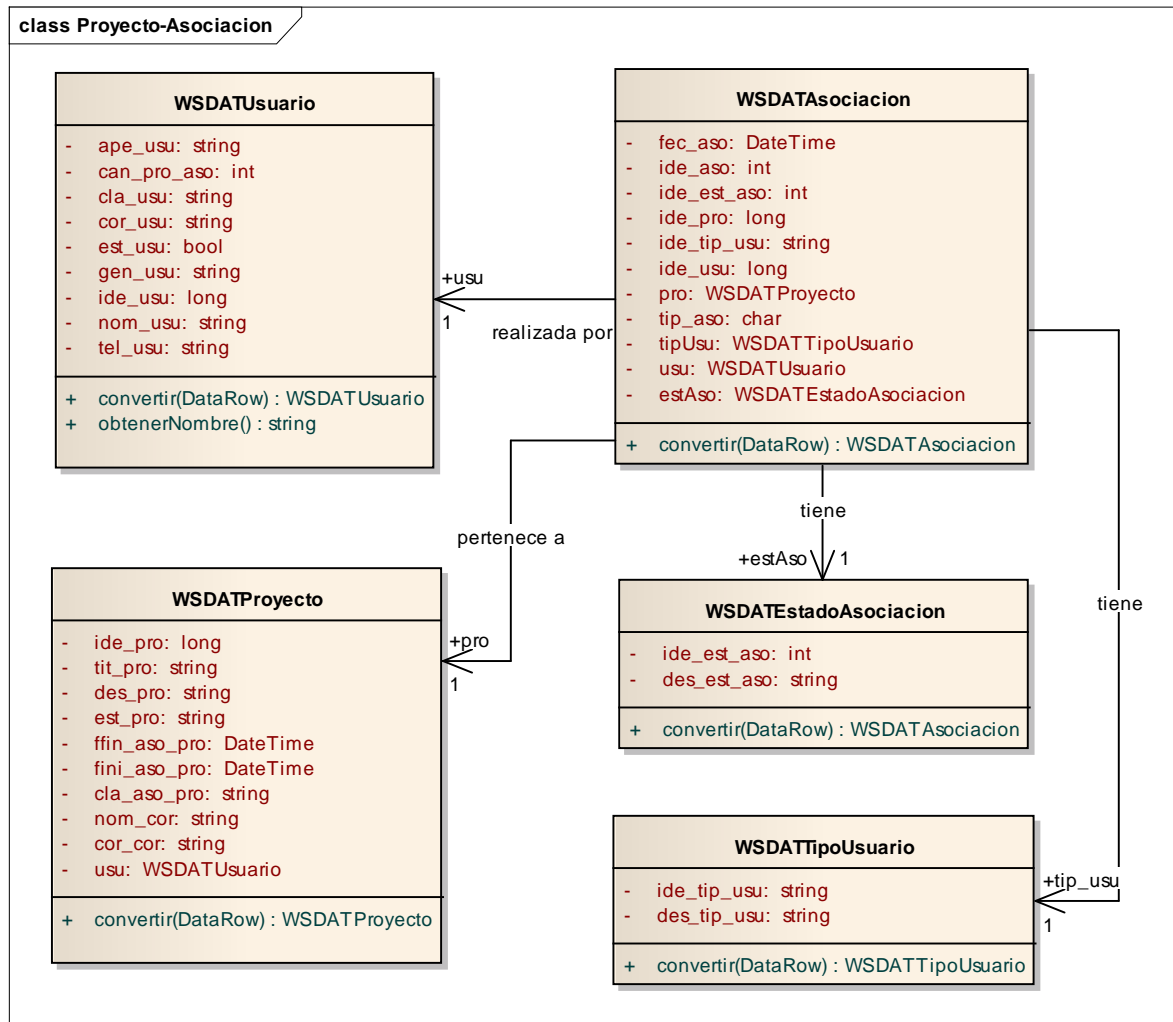 class Proyecto-Asociacion
WSDATUsuario
- ape_usu: string
- can_pro_aso: int
- cla_usu: string
- cor_usu: string
- est_usu: bool
- gen_usu: string
- ide_usu: long
- nom_usu: string
- tel_usu: string
+ convertir(DataRow) : WSDATUsuario
+ obtenerNombre() : string
WSDATAsociacion
- fec_aso: DateTime
- ide_aso: int
- ide_est_aso: int
- ide_pro: long
- ide_tip_usu: string
- ide_usu: long
- pro: WSDATProyecto
- tip_aso: char
- tipUsu: WSDATTipoUsuario
- usu: WSDATUsuario
- estAso: WSDATEstadoAsociacion
+ convertir(DataRow) : WSDATAsociacion
+usu
1
realizada por
pertenece a
tiene
+estAso
1
tiene
WSDATProyecto
- ide_pro: long
- tit_pro: string
- des_pro: string
- est_pro: string
- ffin_aso_pro: DateTime
- fini_aso_pro: DateTime
- cla_aso_pro: string
- nom_cor: string
- cor_cor: string
- usu: WSDATUsuario
+ convertir(DataRow) : WSDATProyecto
+pro
1
WSDATEstadoAsociacion
- ide_est_aso: int
- des_est_aso: string
+ convertir(DataRow) : WSDATAsociacion
WSDATTipoUsuario
- ide_tip_usu: string
- des_tip_usu: string
+ convertir(DataRow) : WSDATTipoUsuario
+tip_usu
1